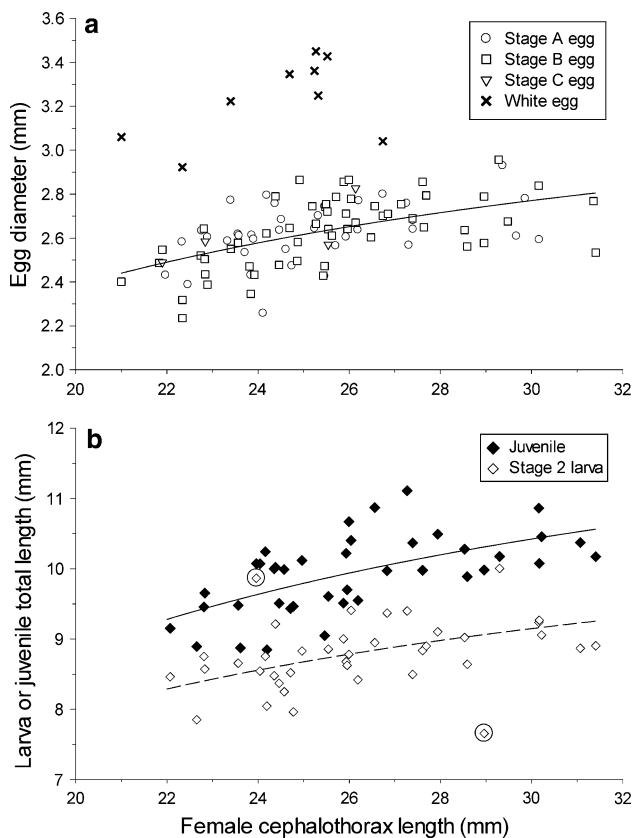 a
Stage A egg
Stage B egg
Stage C egg
White egg
Egg diameter (mm)
3.6
3.4
3.2
3.0
2.8
2.6
2.4
2.2
2.0
20 22 24 26 28 30 32
b
Juvenile
Stage 2 larva
Larva or juvenile total length (mm)
12
11
10
9
8
7
20 22 24 26 28 30 32
Female cephalothorax length (mm)